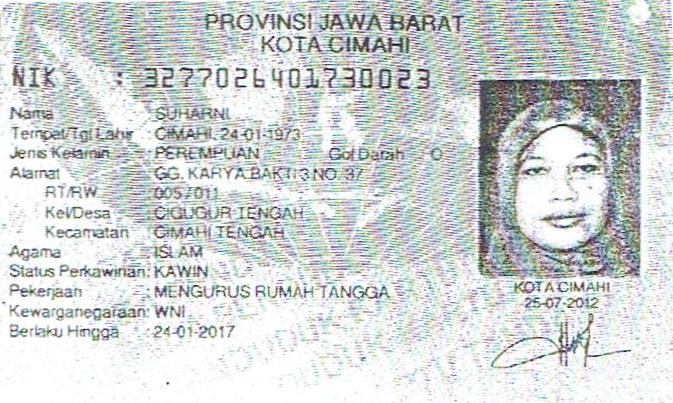 PROVINSI JAWA BARAT
KOTA CIMAHI
NIK : 3277026401730023
Nama : SUHARNI
Tempat/Tgl Lahir : CIMAHI, 24-01-1973
Jenis Kelamin : PEREMPUAN Gol Darah : O
Alamat : GG. KARYA BAKTI 3 NO. 37
RT/RW : 005 / 011
Kel/Desa : CIGUGUR TENGAH
Kecamatan : CIMAHI TENGAH
Agama : ISLAM
Status Perkawinan: KAWIN
Pekerjaan : MENGURUS RUMAH TANGGA
Kewarganegaraan: WNI
Berlaku Hingga : 24-01-2017
KOTA CIMAHI
25-07-2012